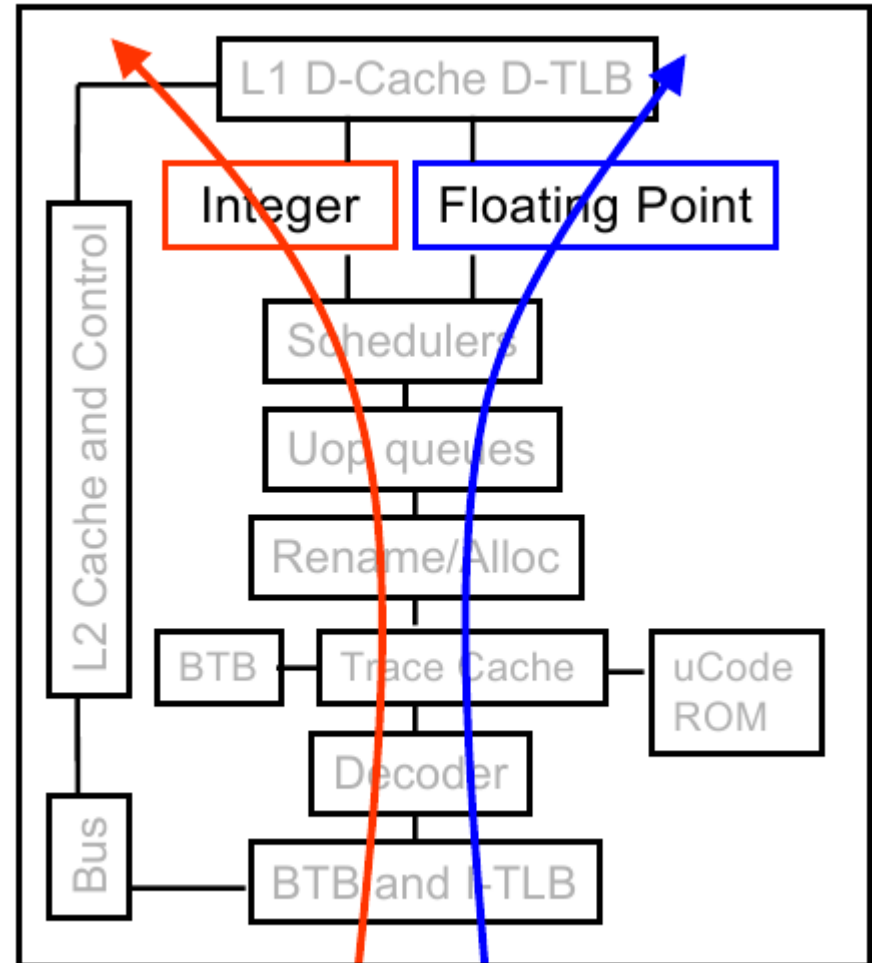 L1 D-Cache D-TLB
Integer
Floating Point
L2 Cache and Control
Schedulers
Uop queues
Rename/Alloc
BTB
Trace Cache
uCode
ROM
Decoder
Bus
BTB and I-TLB